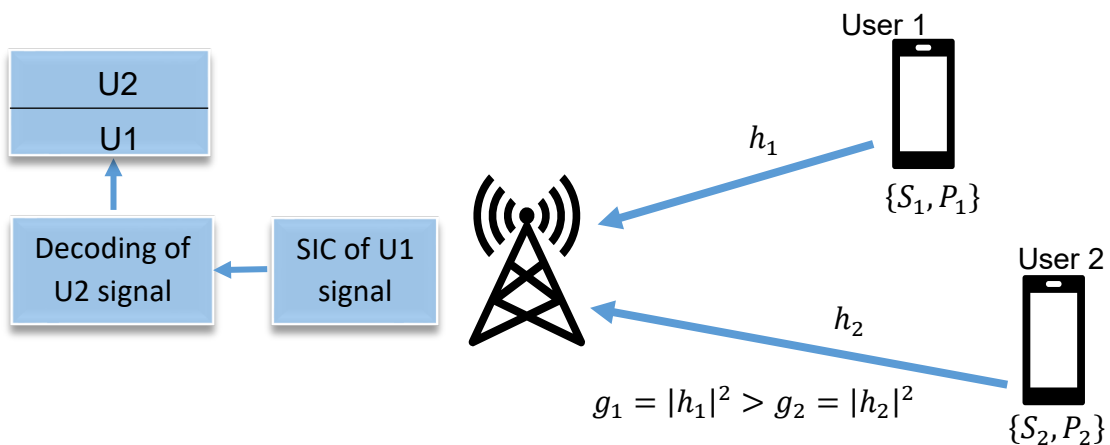 User 1
U2
U1
h₁
{S₁, P₁}
Decoding of
U2 signal
SIC of U1
signal
User 2
h₂
g₁ = |h₁|² > g₂ = |h₂|²
{S₂, P₂}